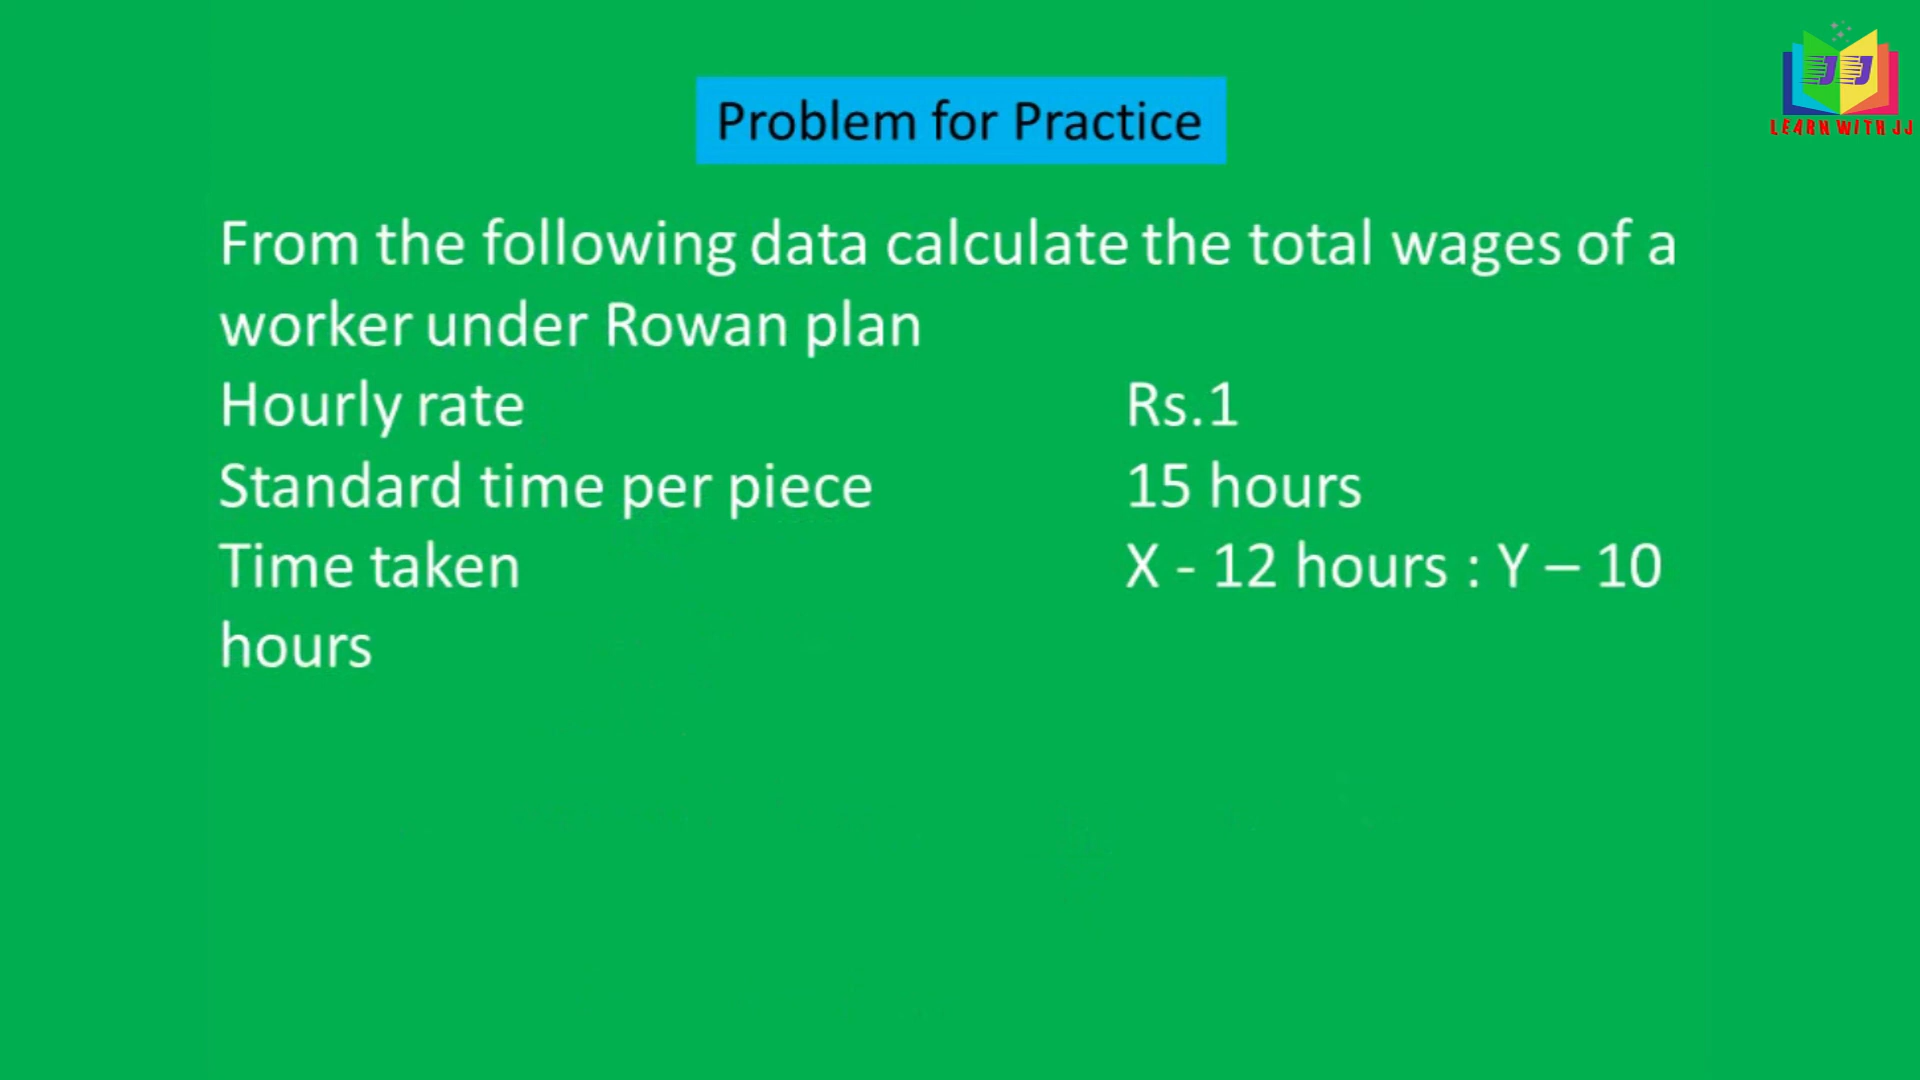 JJ
LEARN WITH JJ
Problem for Practice
From the following data calculate the total wages of a
worker under Rowan plan
Hourly rate Rs.1
Standard time per piece 15 hours
Time taken X - 12 hours : Y – 10
hours